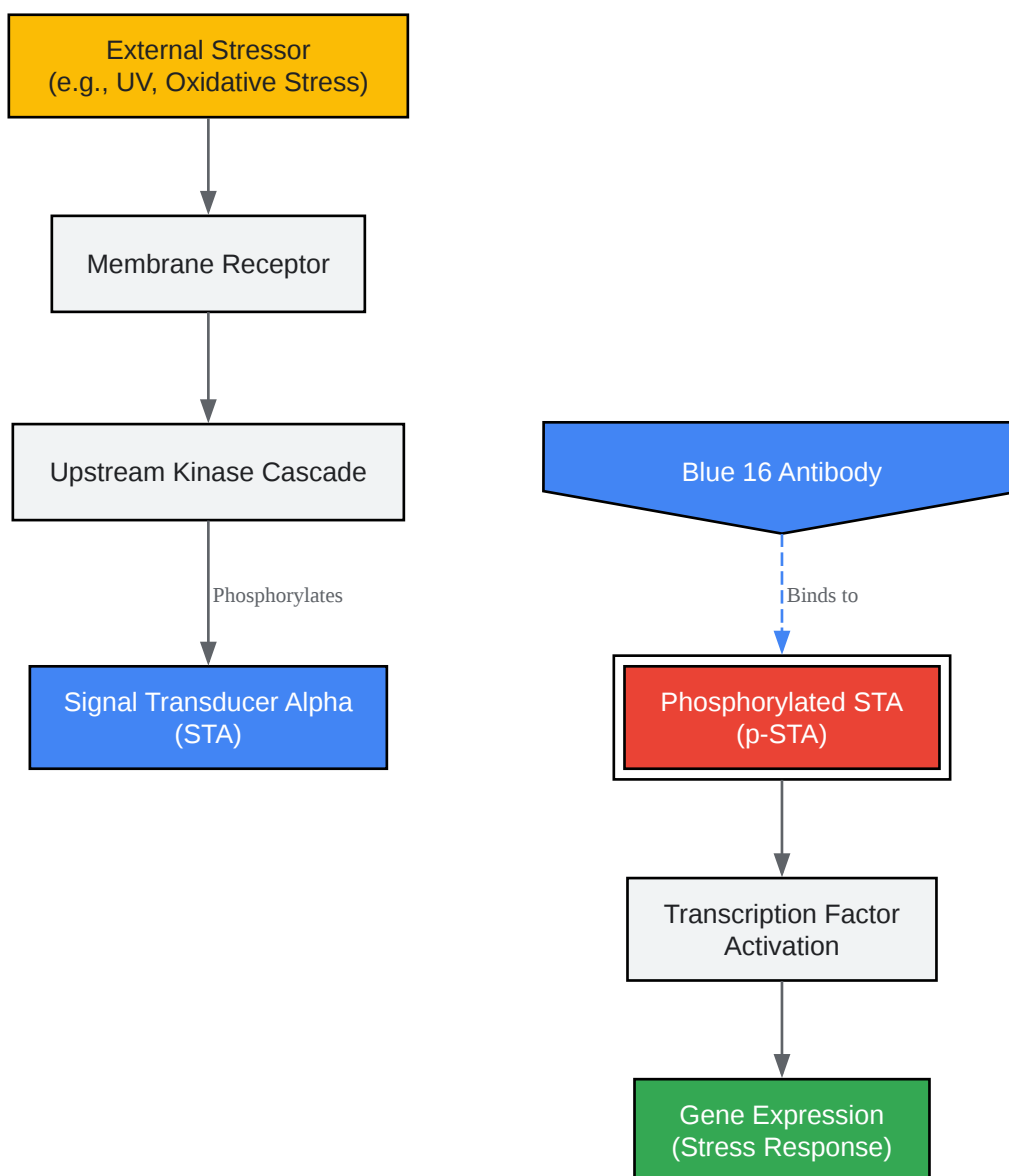 External Stressor
(e.g., UV, Oxidative Stress)
Membrane Receptor
Upstream Kinase Cascade
Phosphorylates
Signal Transducer Alpha
(STA)
Blue 16 Antibody
Binds to
Phosphorylated STA
(p-STA)
Transcription Factor
Activation
Gene Expression
(Stress Response)